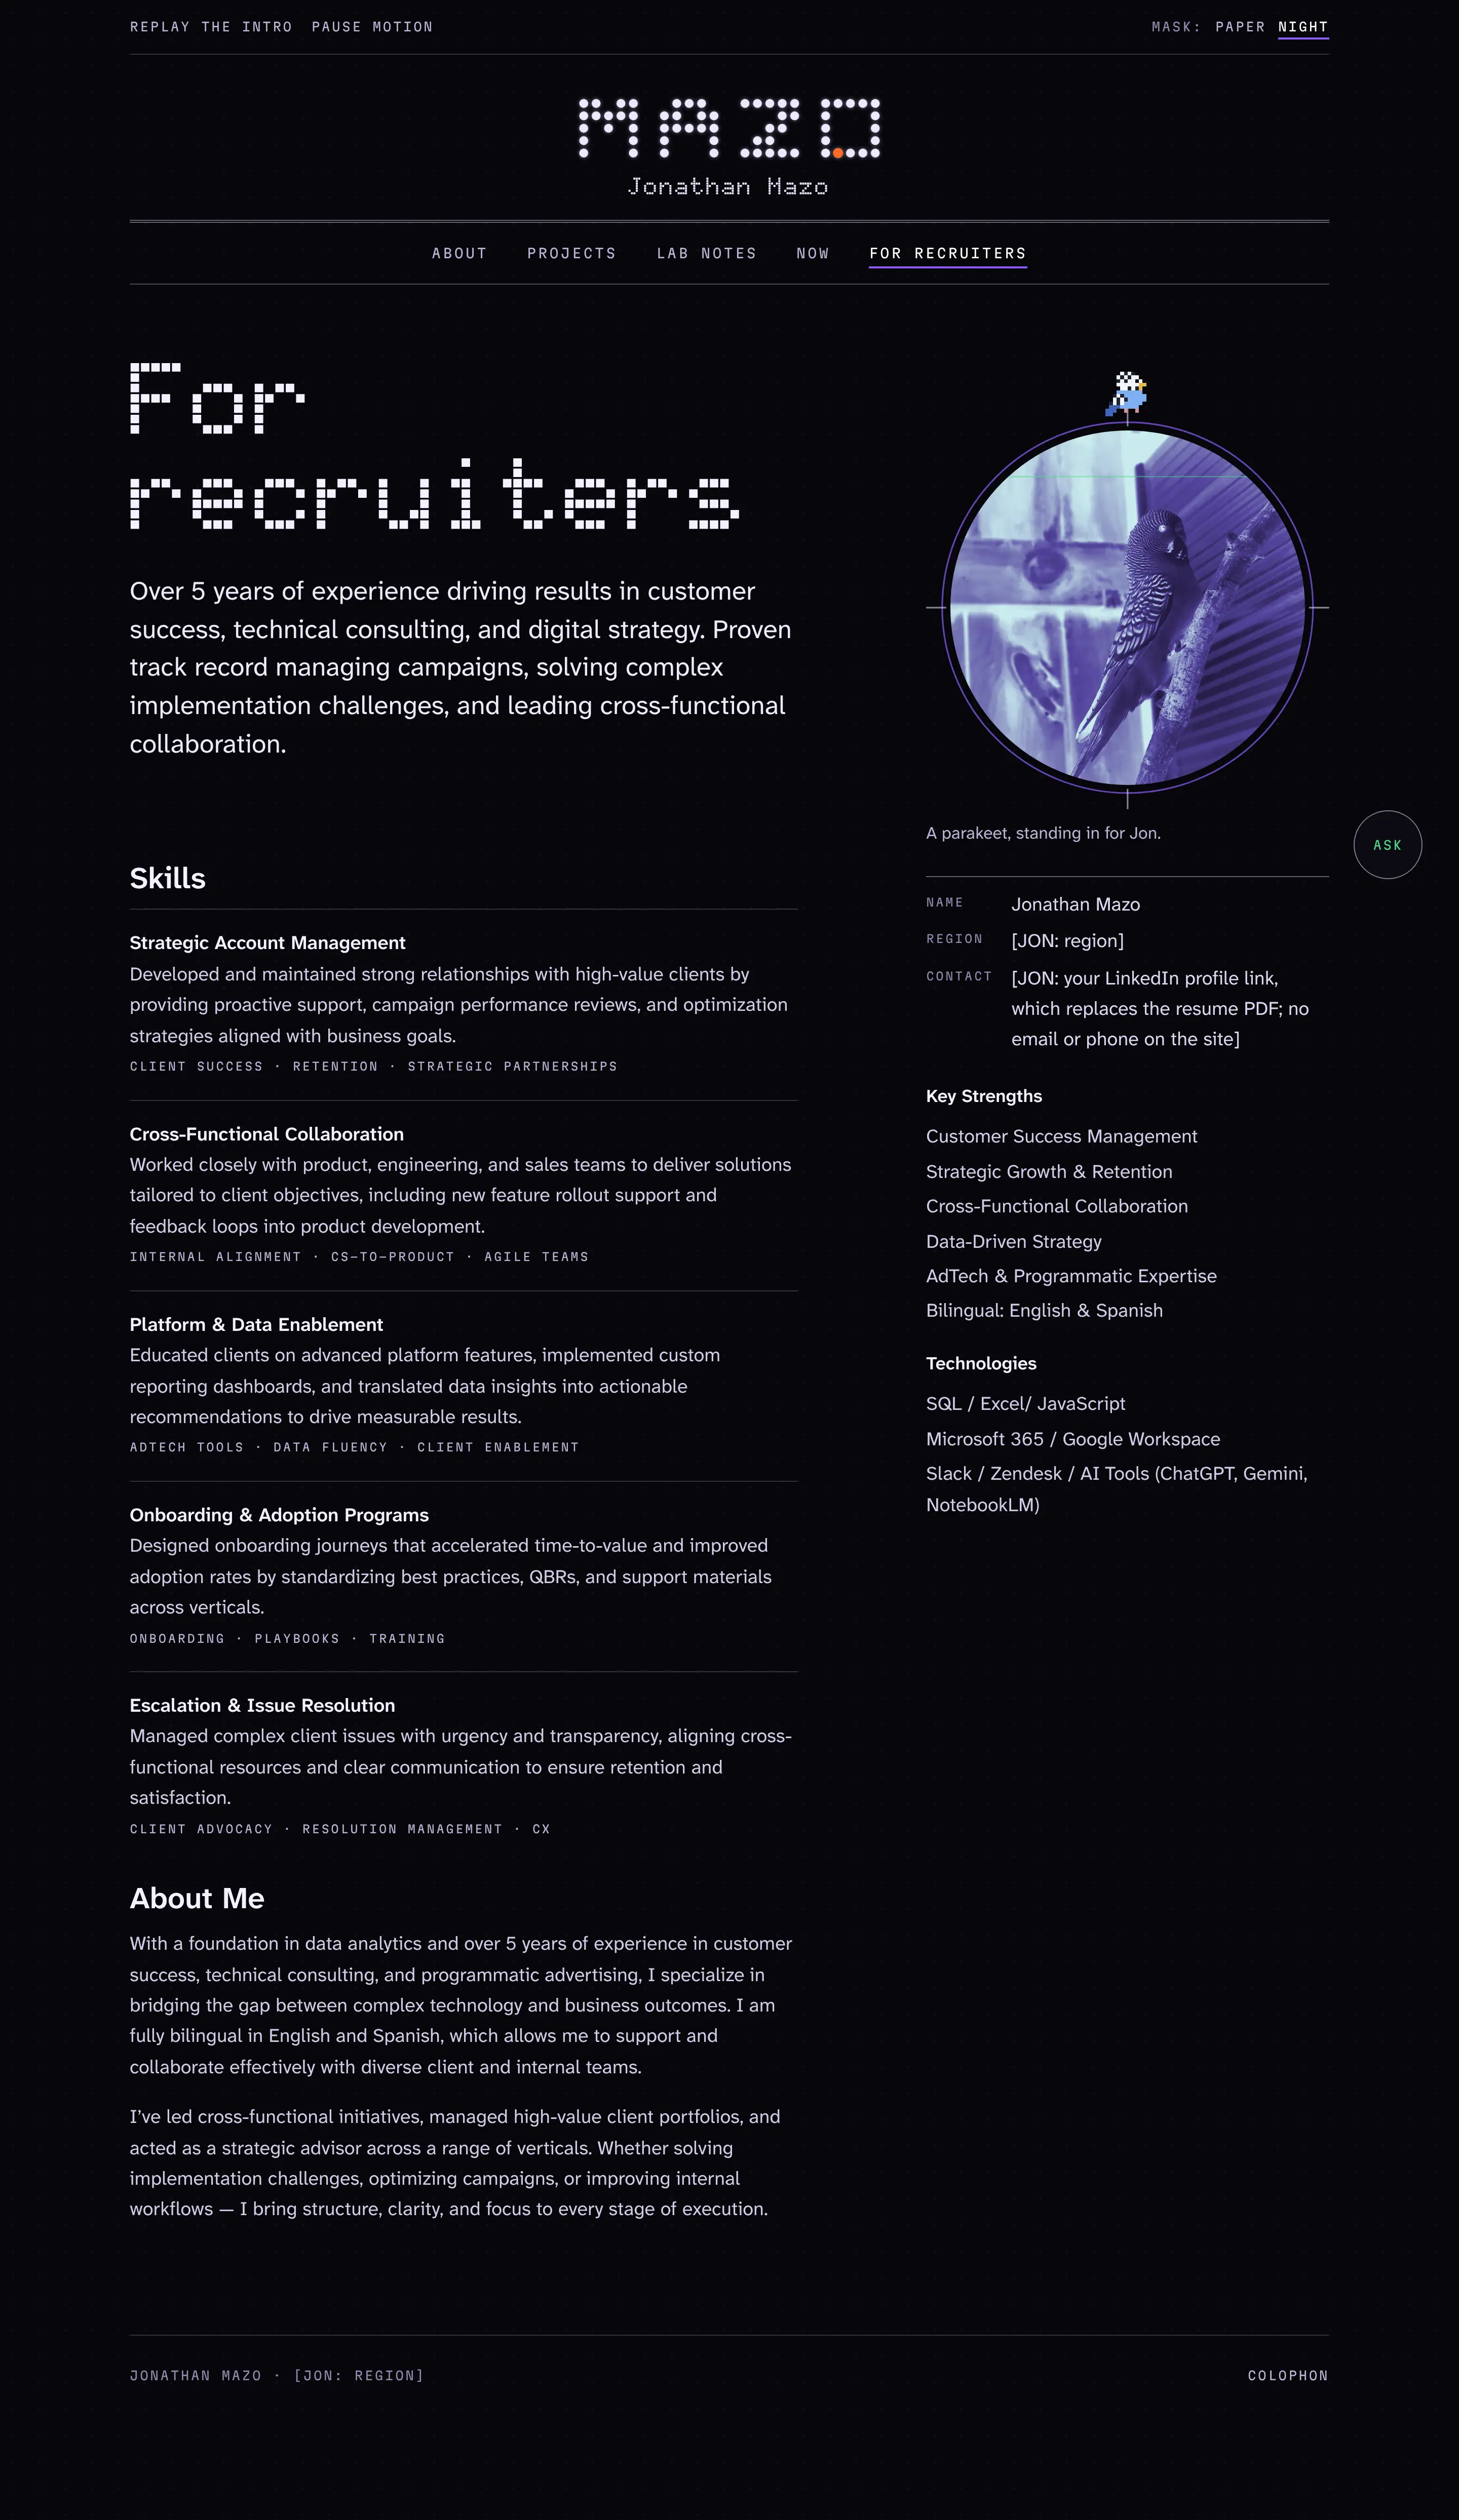 REPLAY THE INTRO PAUSE MOTION
MASK: PAPER NIGHT
MAZO
Jonathan Mazo
ABOUT PROJECTS LAB NOTES NOW FOR RECRUITERS
For
recruiters
Over 5 years of experience driving results in customer
success, technical consulting, and digital strategy. Proven
track record managing campaigns, solving complex
implementation challenges, and leading cross-functional
collaboration.
Skills
Strategic Account Management
Developed and maintained strong relationships with high-value clients by
providing proactive support, campaign performance reviews, and optimization
strategies aligned with business goals.
CLIENT SUCCESS · RETENTION · STRATEGIC PARTNERSHIPS
Cross-Functional Collaboration
Worked closely with product, engineering, and sales teams to deliver solutions
tailored to client objectives, including new feature rollout support and
feedback loops into product development.
INTERNAL ALIGNMENT · CS-TO-PRODUCT · AGILE TEAMS
Platform & Data Enablement
Educated clients on advanced platform features, implemented custom
reporting dashboards, and translated data insights into actionable
recommendations to drive measurable results.
ADTECH TOOLS · DATA FLUENCY · CLIENT ENABLEMENT
Onboarding & Adoption Programs
Designed onboarding journeys that accelerated time-to-value and improved
adoption rates by standardizing best practices, QBRs, and support materials
across verticals.
ONBOARDING · PLAYBOOKS · TRAINING
Escalation & Issue Resolution
Managed complex client issues with urgency and transparency, aligning cross-
functional resources and clear communication to ensure retention and
satisfaction.
CLIENT ADVOCACY · RESOLUTION MANAGEMENT · CX
About Me
With a foundation in data analytics and over 5 years of experience in customer
success, technical consulting, and programmatic advertising, I specialize in
bridging the gap between complex technology and business outcomes. I am
fully bilingual in English and Spanish, which allows me to support and
collaborate effectively with diverse client and internal teams.
I’ve led cross-functional initiatives, managed high-value client portfolios, and
acted as a strategic advisor across a range of verticals. Whether solving
implementation challenges, optimizing campaigns, or improving internal
workflows — I bring structure, clarity, and focus to every stage of execution.
A parakeet, standing in for Jon.
ASK
NAME Jonathan Mazo
REGION [JON: region]
CONTACT [JON: your LinkedIn profile link,
which replaces the resume PDF; no
email or phone on the site]
Key Strengths
Customer Success Management
Strategic Growth & Retention
Cross-Functional Collaboration
Data-Driven Strategy
AdTech & Programmatic Expertise
Bilingual: English & Spanish
Technologies
SQL / Excel/ JavaScript
Microsoft 365 / Google Workspace
Slack / Zendesk / AI Tools (ChatGPT, Gemini,
NotebookLM)
JONATHAN MAZO · [JON: REGION]
COLOPHON